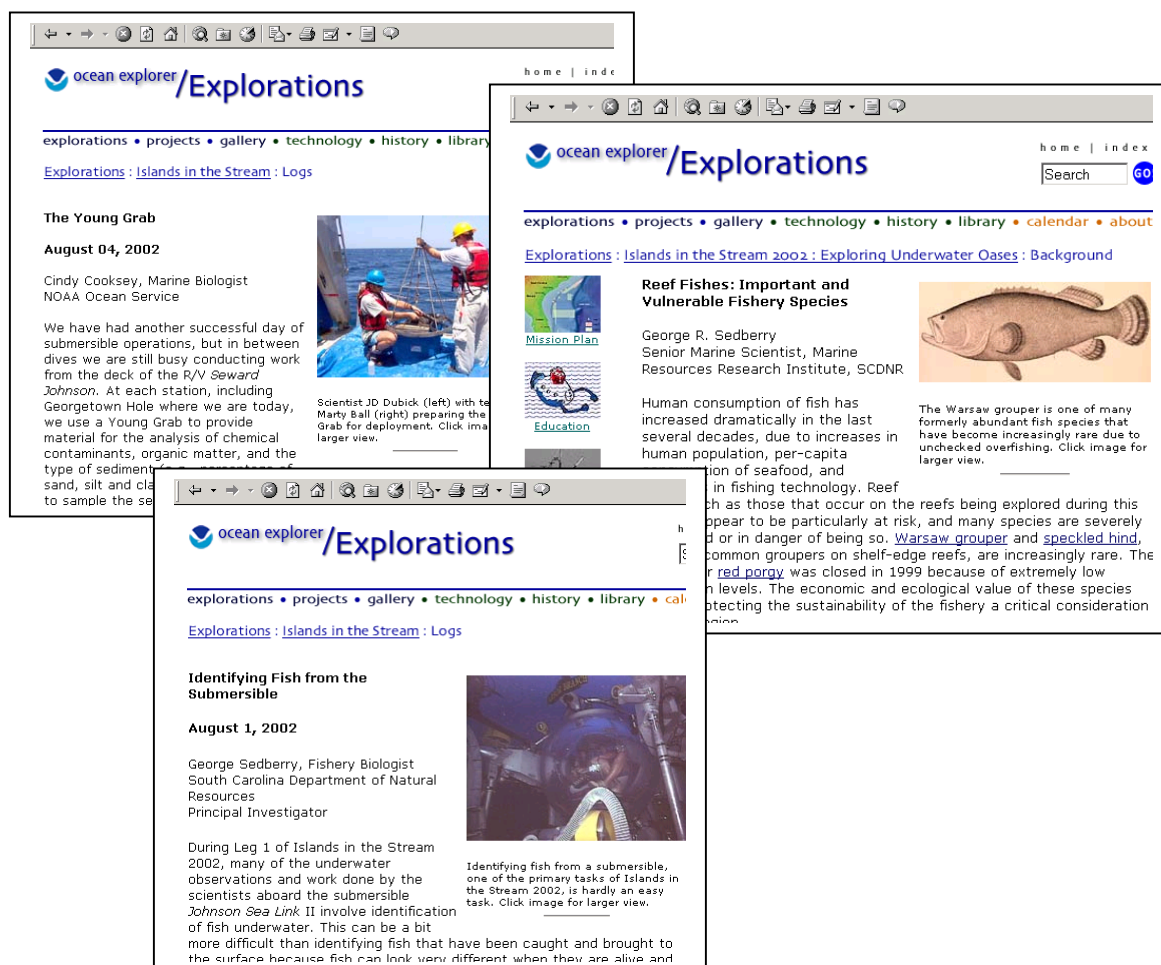 ocean explorer/Explorations
home | inde
explorations • projects • gallery • technology • history • library
Explorations : Islands in the Stream : Logs
The Young Grab
August 04, 2002
Cindy Cooksey, Marine Biologist
NOAA Ocean Service
We have had another successful day of
submersible operations, but in between
dives we are still busy conducting work
from the deck of the R/V Seward
Johnson. At each station, including
Georgetown Hole where we are today,
we use a Young Grab to provide
material for the analysis of chemical
contaminants, organic matter, and the
type of sediment
sand, silt and cla
to sample the se
Scientist JD Dubick (left) with te
Marty Ball (right) preparing the
Grab for deployment. Click ima
larger view.
ocean explorer/Explorations
home | index
Search GO
explorations • projects • gallery • technology • history • library • calendar • about
Explorations : Islands in the Stream 2002 : Exploring Underwater Oases : Background
Mission Plan
Education
Reef Fishes: Important and
Vulnerable Fishery Species
George R. Sedberry
Senior Marine Scientist, Marine
Resources Research Institute, SCDNR
Human consumption of fish has
increased dramatically in the last
several decades, due to increases in
human population, per-capita
tion of seafood, and
in fishing technology. Reef
ch as those that occur on the reefs being explored during this
ppear to be particularly at risk, and many species are severely
d or in danger of being so. Warsaw grouper and speckled hind,
common groupers on shelf-edge reefs, are increasingly rare. The
r red porgy was closed in 1999 because of extremely low
n levels. The economic and ecological value of these species
otecting the sustainability of the fishery a critical consideration
The Warsaw grouper is one of many
formerly abundant fish species that
have become increasingly rare due to
unchecked overfishing. Click image for
larger view.
ocean explorer/Explorations
h
explorations • projects • gallery • technology • history • library • cal
Explorations : Islands in the Stream : Logs
Identifying Fish from the
Submersible
August 1, 2002
George Sedberry, Fishery Biologist
South Carolina Department of Natural
Resources
Principal Investigator
During Leg 1 of Islands in the Stream
2002, many of the underwater
observations and work done by the
scientists aboard the submersible
Johnson Sea Link II involve identification
of fish underwater. This can be a bit
more difficult than identifying fish that have been caught and brought to
the surface because fish can look very different when they are alive and
Identifying fish from a submersible,
one of the primary tasks of Islands in
the Stream 2002, is hardly an easy
task. Click image for larger view.